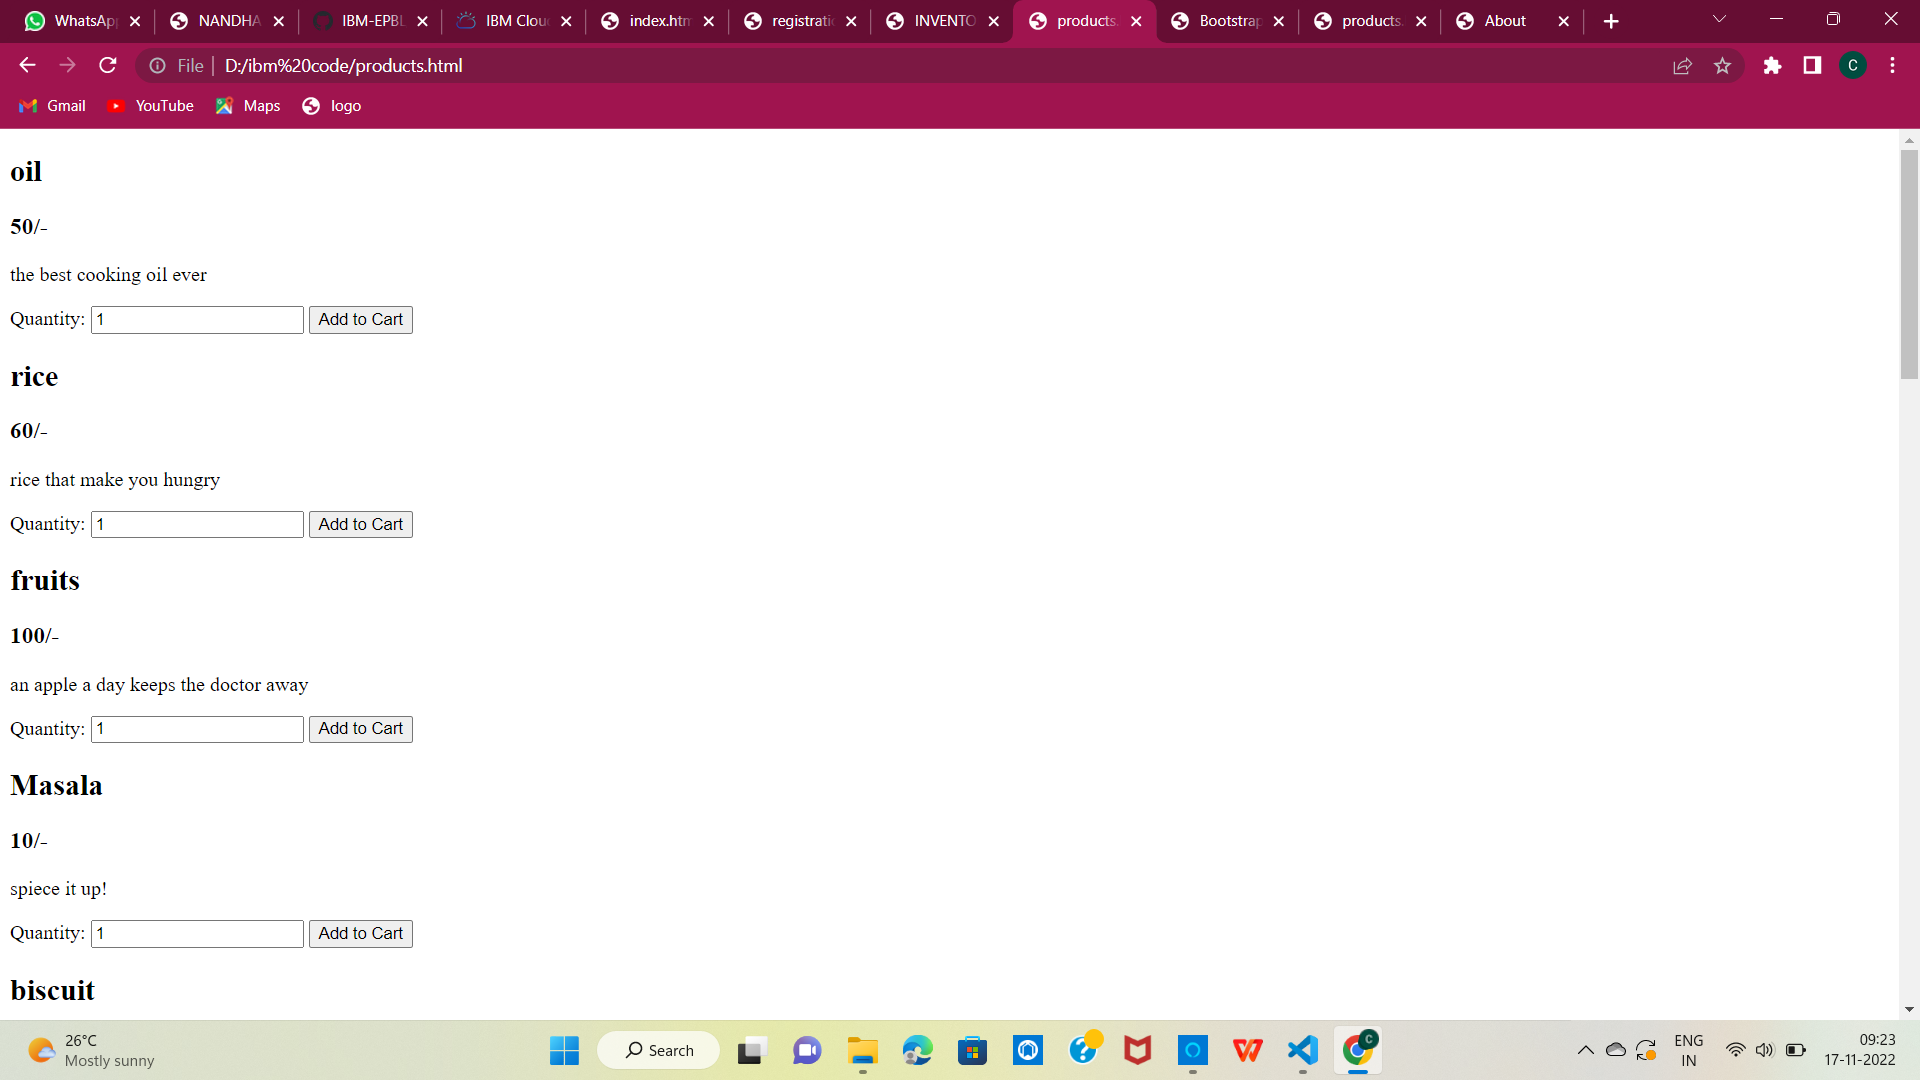 WhatsApp
NANDHA
IBM-EPBL
IBM Clou
index.htm
registratio
INVENTO
products.
Bootstrap
products.
About
File | D:/ibm%20code/products.html
C
Gmail
YouTube
Maps
logo
oil
50/-
the best cooking oil ever
Quantity: 1 Add to Cart
rice
60/-
rice that make you hungry
Quantity: 1 Add to Cart
fruits
100/-
an apple a day keeps the doctor away
Quantity: 1 Add to Cart
Masala
10/-
spiece it up!
Quantity: 1 Add to Cart
biscuit
26°C
Mostly sunny
Search
C
ENG
IN
09:23
17-11-2022